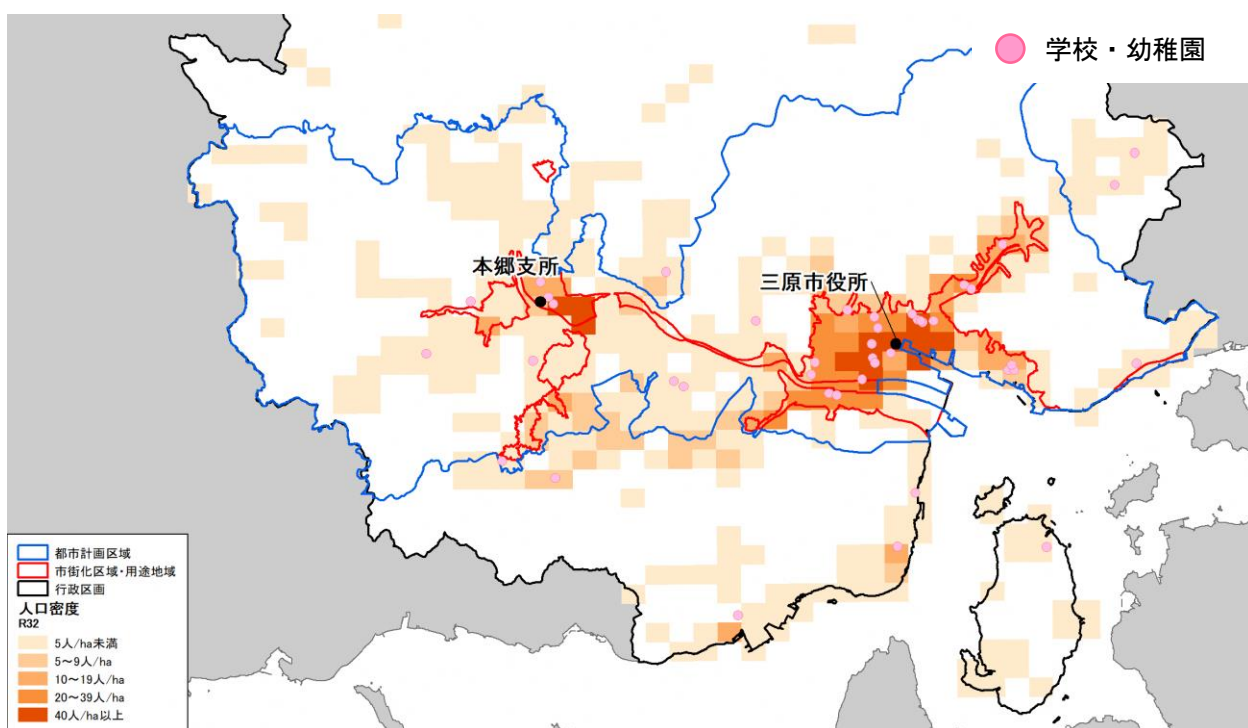 学校・幼稚園
本郷支所
三原市役所
都市計画区域
市街化区域・用途地域
行政区画
人口密度
R32
5人/ha未満
5～9人/ha
10～19人/ha
20～39人/ha
40人/ha以上